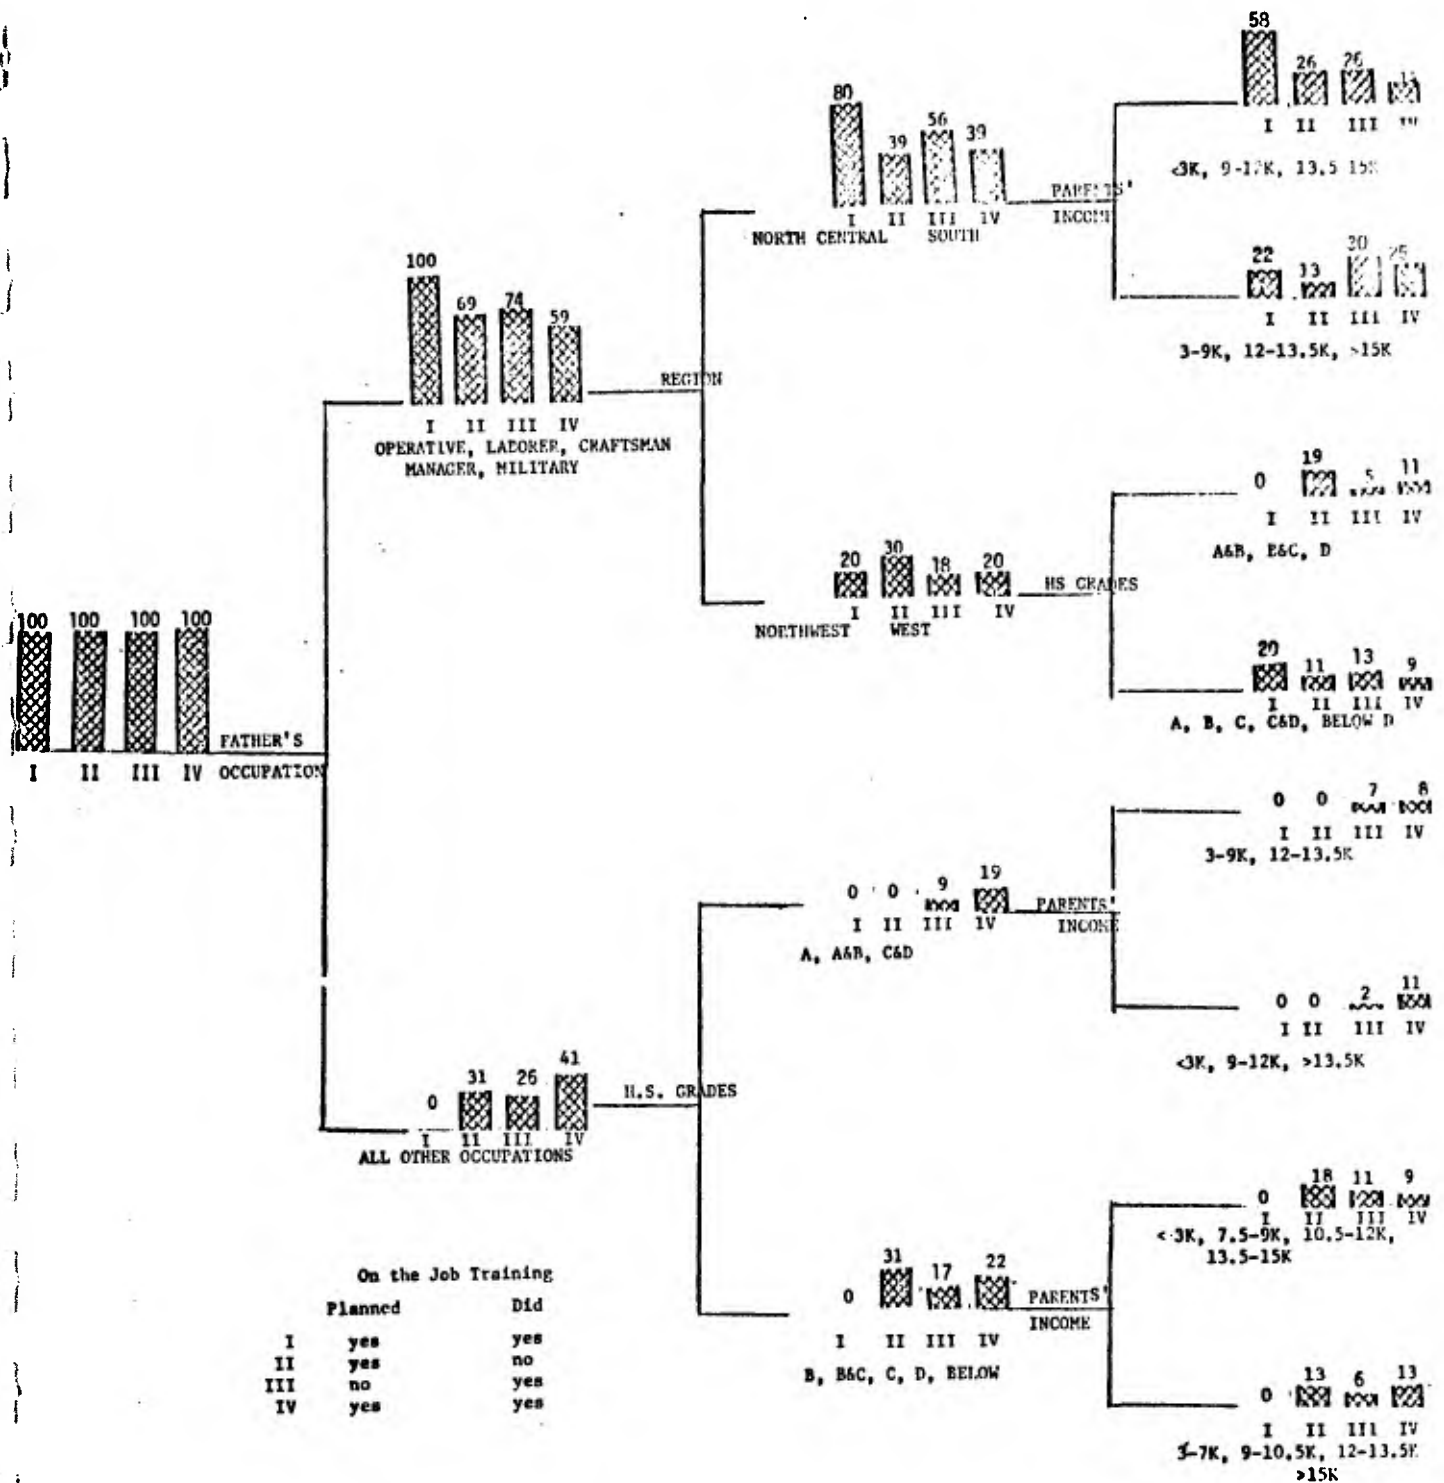 58
26 26
I II III
<3K, 9-12K, 13.5 15K
80
39 56 39
I II III IV
NORTH CENTRAL SOUTH
PARENTS'
INCOME
22 13 30 25
I II III IV
3-9K, 12-13.5K, >15K
100
69 74 59
I II III IV
OPERATIVE, LABORER, CRAFTSMAN
MANAGER, MILITARY
REGION
0 19 5 11
I II III IV
A&B, B&C, D
20 30 18 20
I II III IV
NORTHWEST WEST
HS GRADES
20 11 13 9
I II III IV
A, B, C, C&D, BELOW D
100 100 100 100
I II III IV
FATHER'S
OCCUPATION
0 0 7 8
I II III IV
3-9K, 12-13.5K
0 0 9 19
I II III IV
A, A&B, C&D
PARENTS'
INCOME
0 0 2 11
I II III IV
<3K, 9-12K, >13.5K
0 31 26 41
I II III IV
ALL OTHER OCCUPATIONS
H.S. GRADES
0 18 11 9
I II III IV
<3K, 7.5-9K, 10.5-12K,
13.5-15K
0 31 17 22
I II III IV
B, B&C, C, D, BELOW
PARENTS'
INCOME
0 13 6 13
I II III IV
3-7K, 9-10.5K, 12-13.5K
>15K
On the Job Training
Planned Did
I yes yes
II yes no
III no yes
IV yes yes